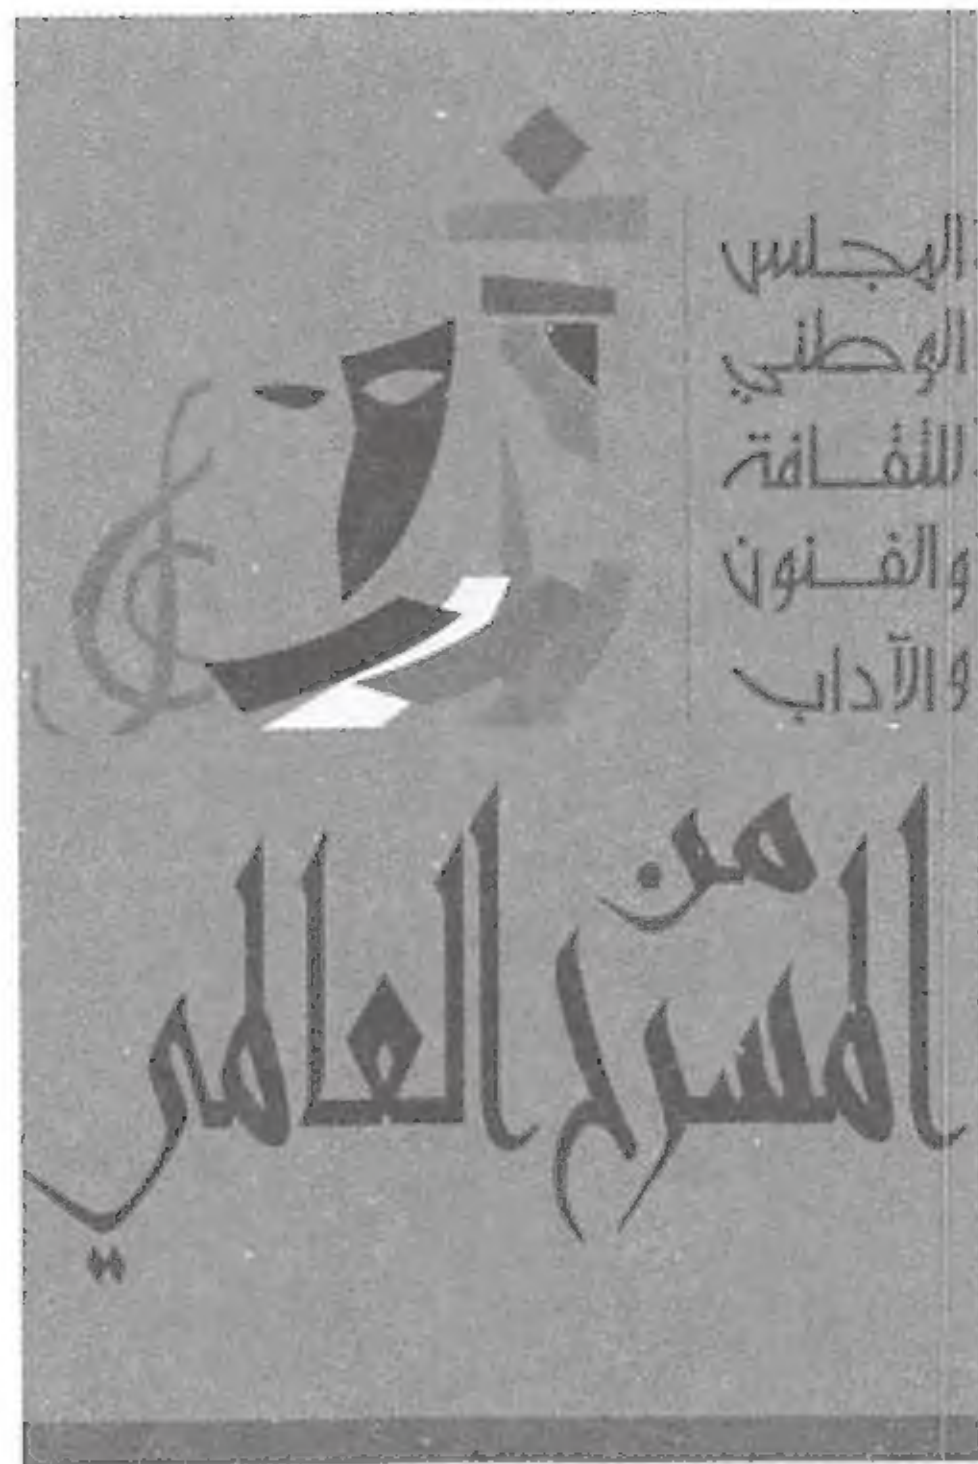 المجلس
الوطني
للثقافة
والفنون
والآداب
من
المسرح العالمي